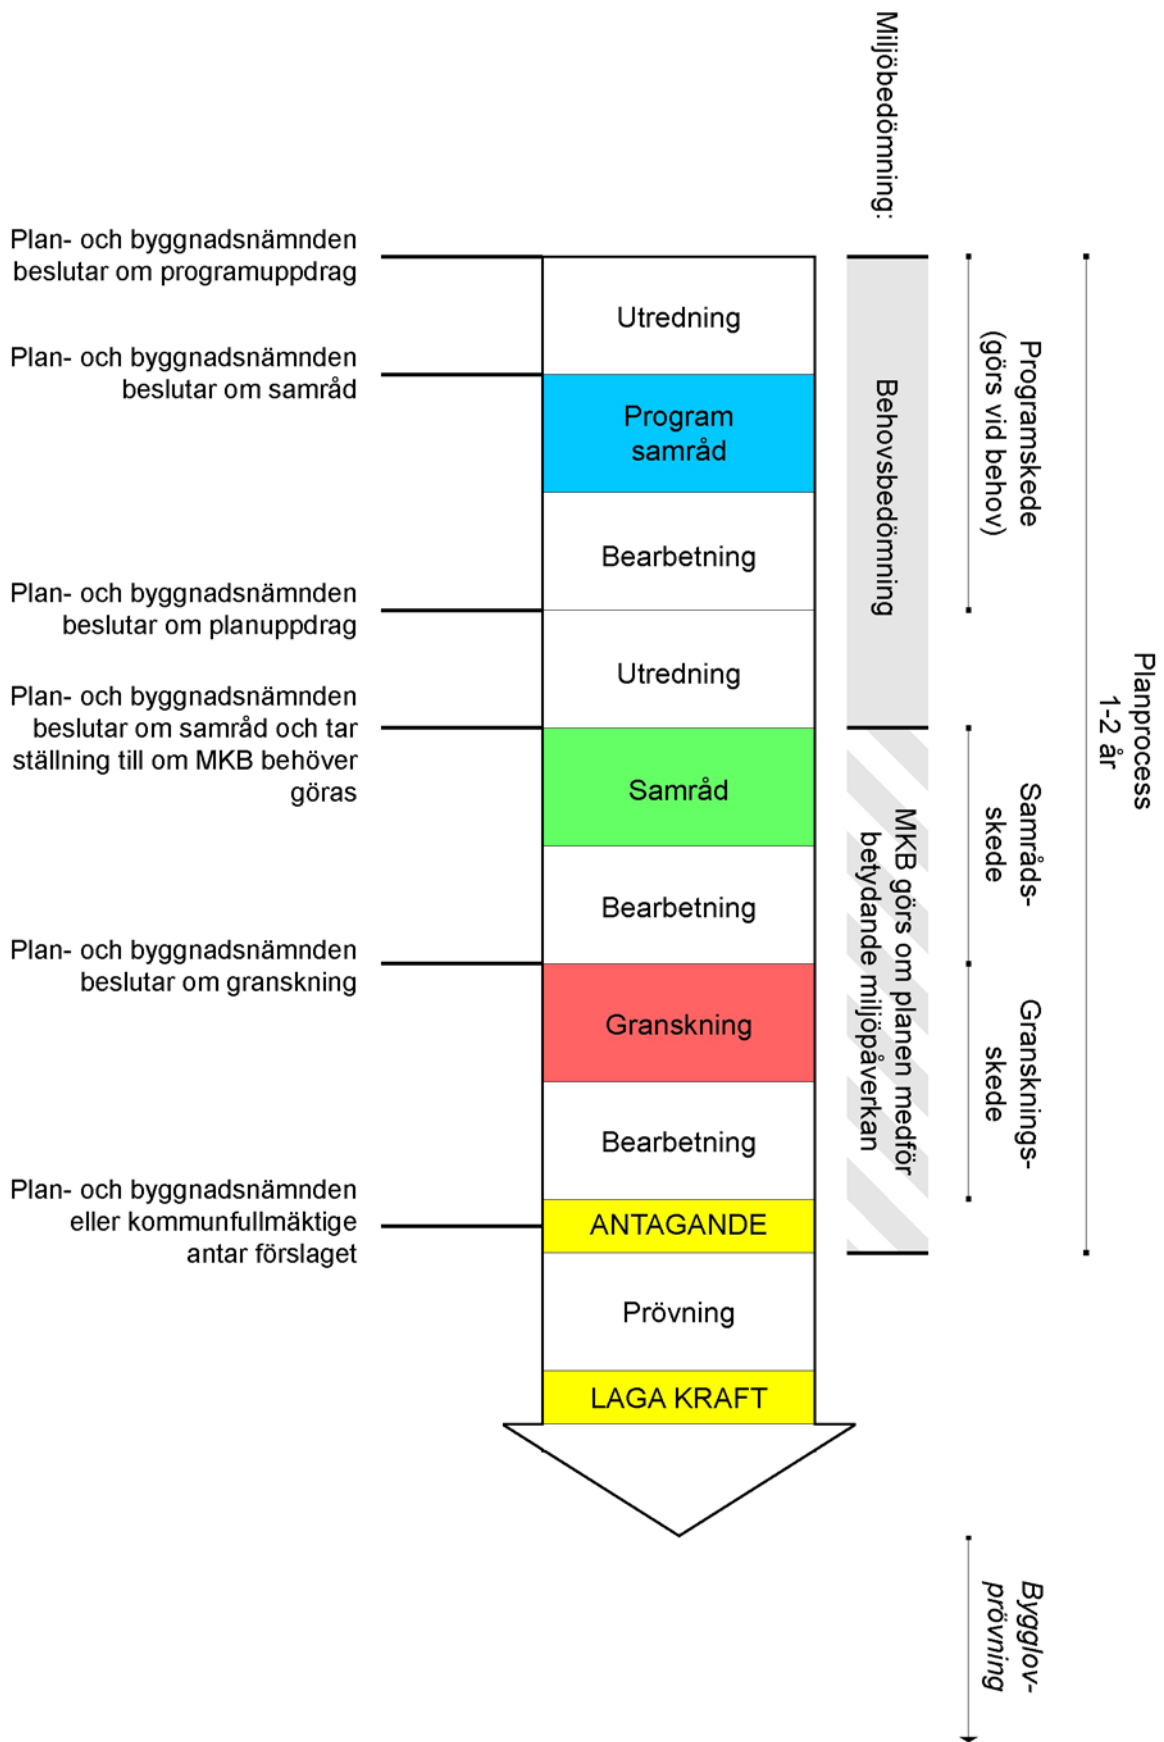 Miljöbedömning:
Plan- och byggnadsnämnden
beslutar om programuppdrag
Plan- och byggnadsnämnden
beslutar om samråd
Plan- och byggnadsnämnden
beslutar om planuppdrag
Plan- och byggnadsnämnden
beslutar om samråd och tar
ställning till om MKB behöver
göras
Plan- och byggnadsnämnden
beslutar om granskning
Plan- och byggnadsnämnden
eller kommunfullmäktige
antar förslaget
Utredning
Program
samråd
Bearbetning
Utredning
Samråd
Bearbetning
Granskning
Bearbetning
ANTAGANDE
Prövning
LAGA KRAFT
Behovsbedömning
MKB görs om planen medför
betydande miljöpåverkan
Programskede
(görs vid behov)
Samråds-
skede
Gransknings-
skede
Planprocess
1-2 år
Bygglov-
prövning